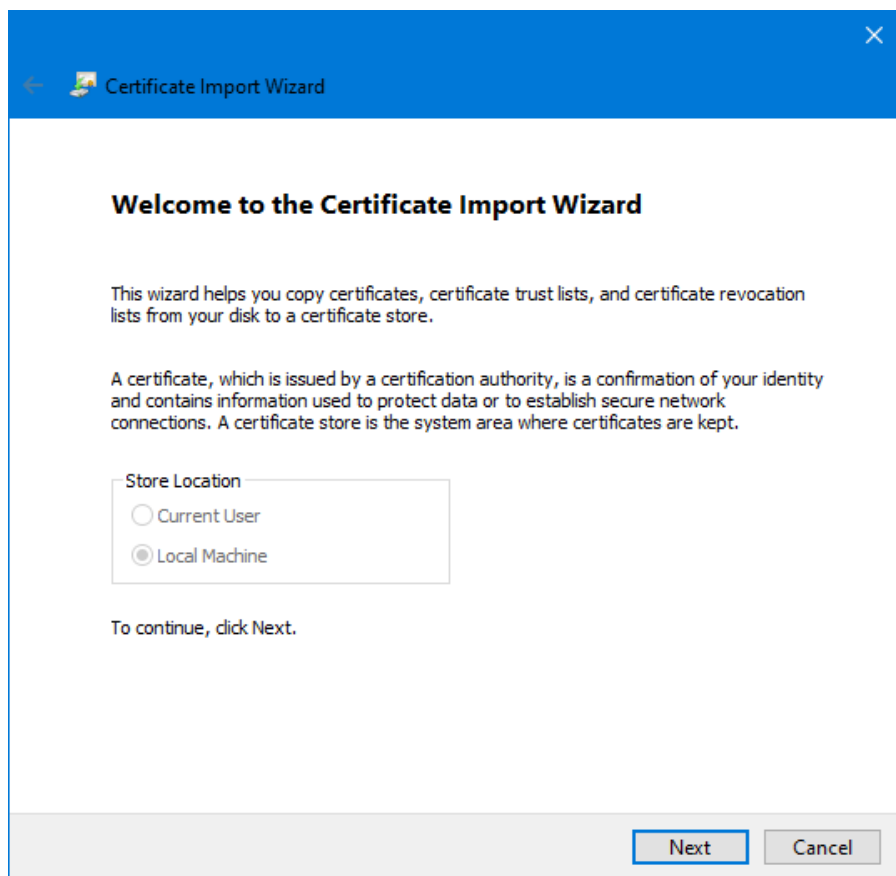 Certificate Import Wizard
Welcome to the Certificate Import Wizard
This wizard helps you copy certificates, certificate trust lists, and certificate revocation
lists from your disk to a certificate store.
A certificate, which is issued by a certification authority, is a confirmation of your identity
and contains information used to protect data or to establish secure network
connections. A certificate store is the system area where certificates are kept.
Store Location
Current User
Local Machine
To continue, click Next.
Next Cancel